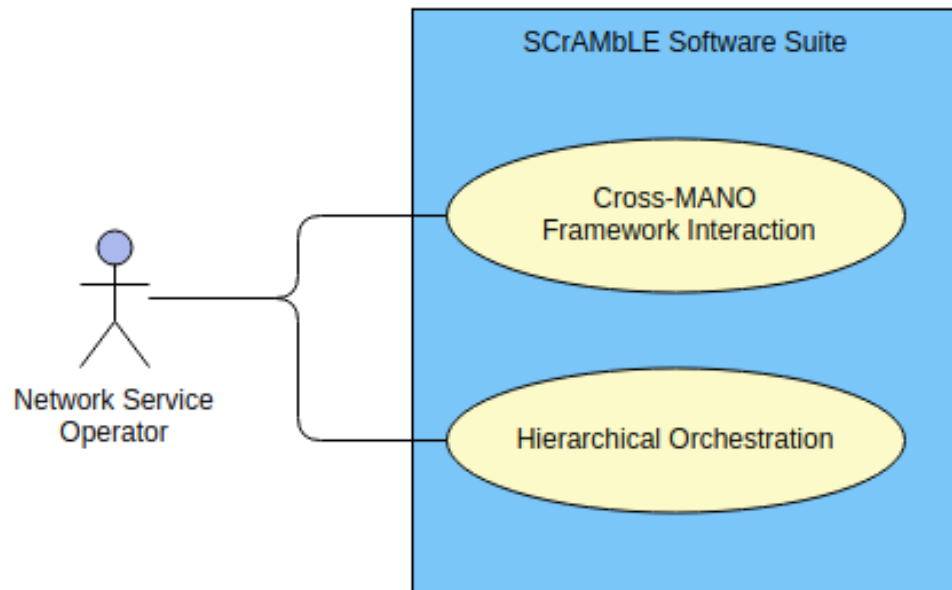 SCrAMbLE Software Suite
Cross-MANO
Framework Interaction
Network Service
Operator
Hierarchical Orchestration